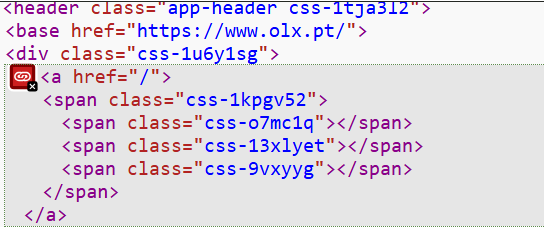 <header class="app-header css-1tja3l2">
<base href="https://www.olx.pt/">
<div class="css-1u6y1sg">
<a href="/">
<span class="css-1kpgv52">
<span class="css-o7mc1q"></span>
<span class="css-13xlyet"></span>
<span class="css-9vxyyg"></span>
</span>
</a>